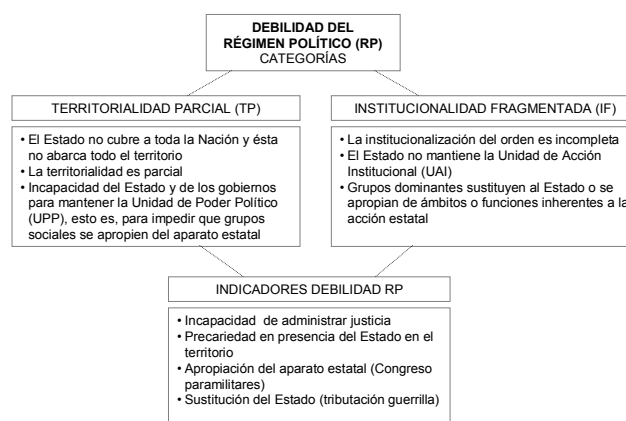 DEBILIDAD DEL
RÉGIMEN POLÍTICO (RP)
CATEGORÍAS
TERRITORIALIDAD PARCIAL (TP)
• El Estado no cubre a toda la Nación y ésta
no abarca todo el territorio
• La territorialidad es parcial
• Incapacidad del Estado y de los gobiernos
para mantener la Unidad de Poder Político
(UPP), esto es, para impedir que grupos
sociales se apropien del aparato estatal
INSTITUCIONALIDAD FRAGMENTADA (IF)
• La institucionalización del orden es incompleta
• El Estado no mantiene la Unidad de Acción
Institucional (UAI)
• Grupos dominantes sustituyen al Estado o se
apropian de ámbitos o funciones inherentes a la
acción estatal
INDICADORES DEBILIDAD RP
• Incapacidad de administrar justicia
• Precariedad en presencia del Estado en el
territorio
• Apropiación del aparato estatal (Congreso
paramilitares)
• Sustitución del Estado (tributación guerrilla)